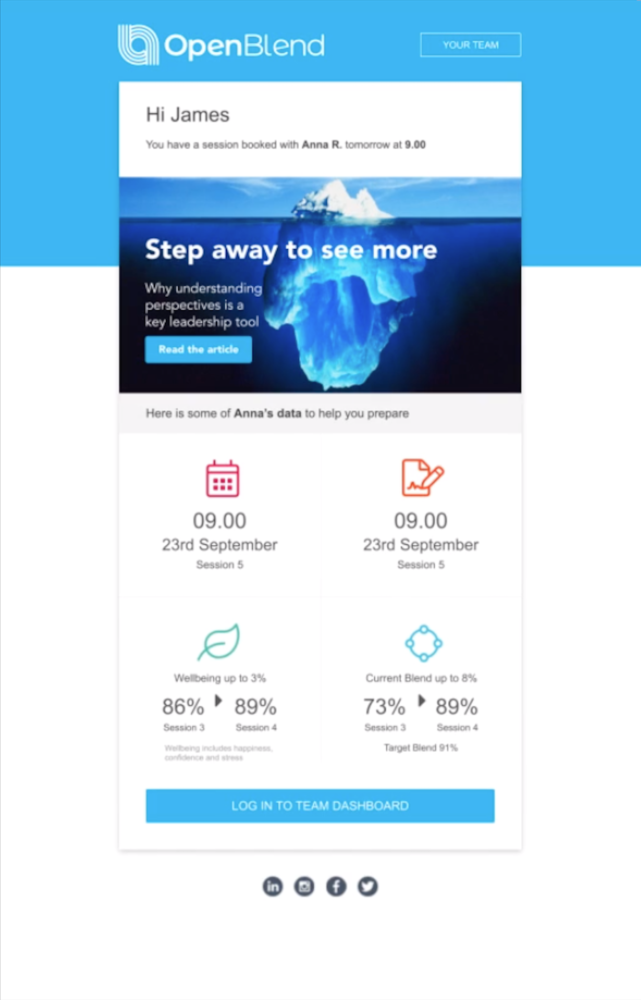 OpenBlend
YOUR TEAM
Hi James
You have a session booked with Anna R. tomorrow at 9.00
Step away to see more
Why understanding
perspectives is a
key leadership tool
Read the article
Here is some of Anna's data to help you prepare
09.00
23rd September
Session 5
09.00
23rd September
Session 5
Wellbeing up to 3%
86% 89%
Session 3 Session 4
Wellbeing includes happiness,
confidence and stress
Current Blend up to 8%
73% 89%
Session 3 Session 4
Target Blend 91%
LOG IN TO TEAM DASHBOARD
in